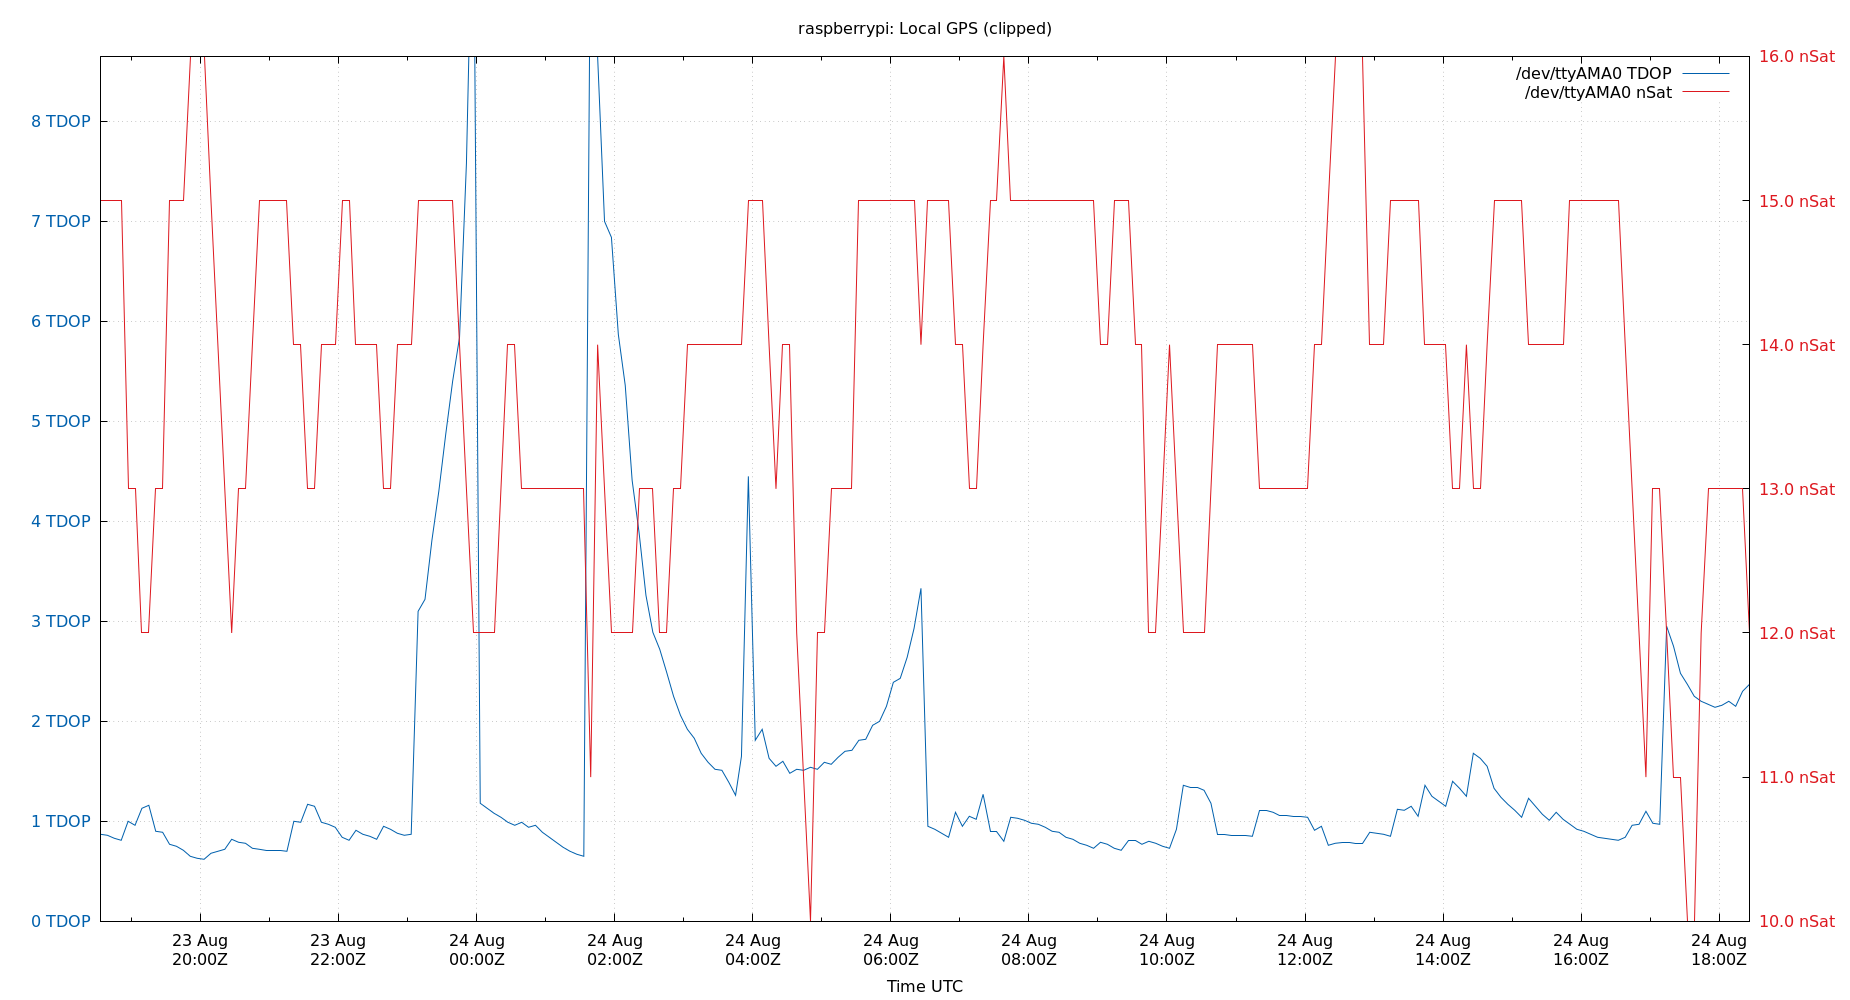 raspberrypi: Local GPS (clipped)
/dev/ttyAMA0 TDOP
/dev/ttyAMA0 nSat
8 TDOP
7 TDOP
6 TDOP
5 TDOP
4 TDOP
3 TDOP
2 TDOP
1 TDOP
0 TDOP
16.0 nSat
15.0 nSat
14.0 nSat
13.0 nSat
12.0 nSat
11.0 nSat
10.0 nSat
23 Aug
20:00Z
23 Aug
22:00Z
24 Aug
00:00Z
24 Aug
02:00Z
24 Aug
04:00Z
24 Aug
06:00Z
24 Aug
08:00Z
24 Aug
10:00Z
24 Aug
12:00Z
24 Aug
14:00Z
24 Aug
16:00Z
24 Aug
18:00Z
Time UTC